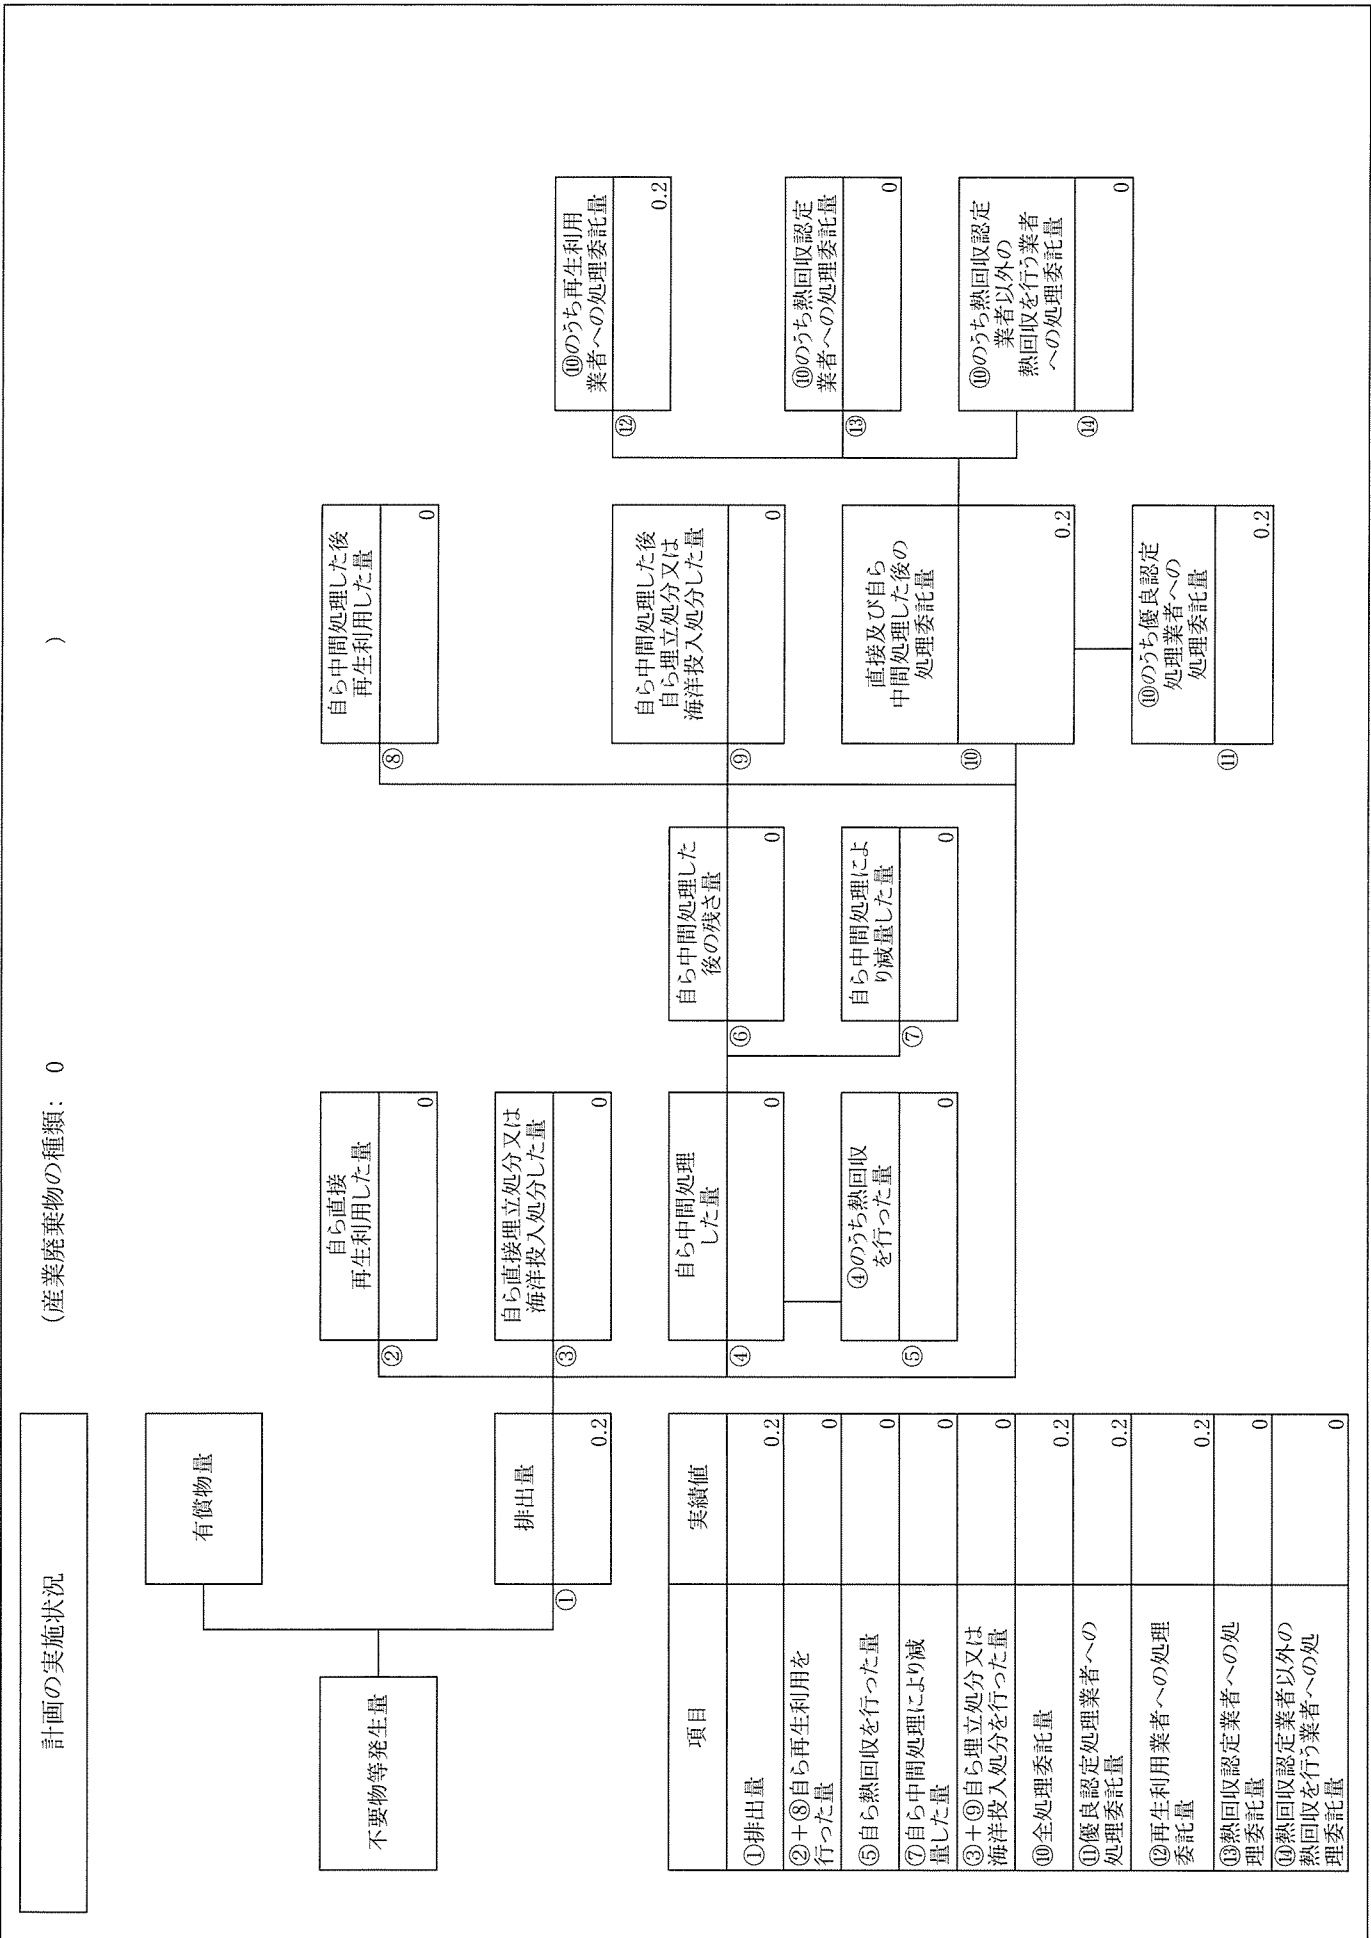 計画の実施状況
(産業廃棄物の種類： 0 )
不要物等発生量
有償物量
①
排出量
0.2
②
自ら直接
再生利用した量
0
③
自ら直接埋立処分又は
海洋投入処分した量
0
④
自ら中間処理
した量
0
⑤
④のうち熱回収
を行った量
0
⑥
自ら中間処理した
後の残さ量
0
⑦
自ら中間処理によ
り減量した量
0
⑧
自ら中間処理した後
再生利用した量
0
⑨
自ら中間処理した後
自ら埋立処分又は
海洋投入処分した量
0
⑩
直接及び自ら
中間処理した後の
処理委託量
0.2
⑪
⑩のうち優良認定
処理業者への
処理委託量
0.2
⑫
⑩のうち再生利用
業者への処理委託量
0.2
⑬
⑩のうち熱回収認定
業者への処理委託量
0
⑭
⑩のうち熱回収認定
業者以外の
熱回収を行う業者
への処理委託量
0
項目 実績値
①排出量 0.2
②＋⑧自ら再生利用を
行った量 0
⑤自ら熱回収を行った量 0
⑦自ら中間処理により減
量した量 0
③＋⑨自ら埋立処分又は
海洋投入処分を行った量 0
⑩全処理委託量 0.2
⑪優良認定処理業者への
処理委託量 0.2
⑫再生利用業者への処理
委託量 0.2
⑬熱回収認定業者への処
理委託量 0
⑭熱回収認定業者以外の
熱回収を行う業者への処
理委託量 0